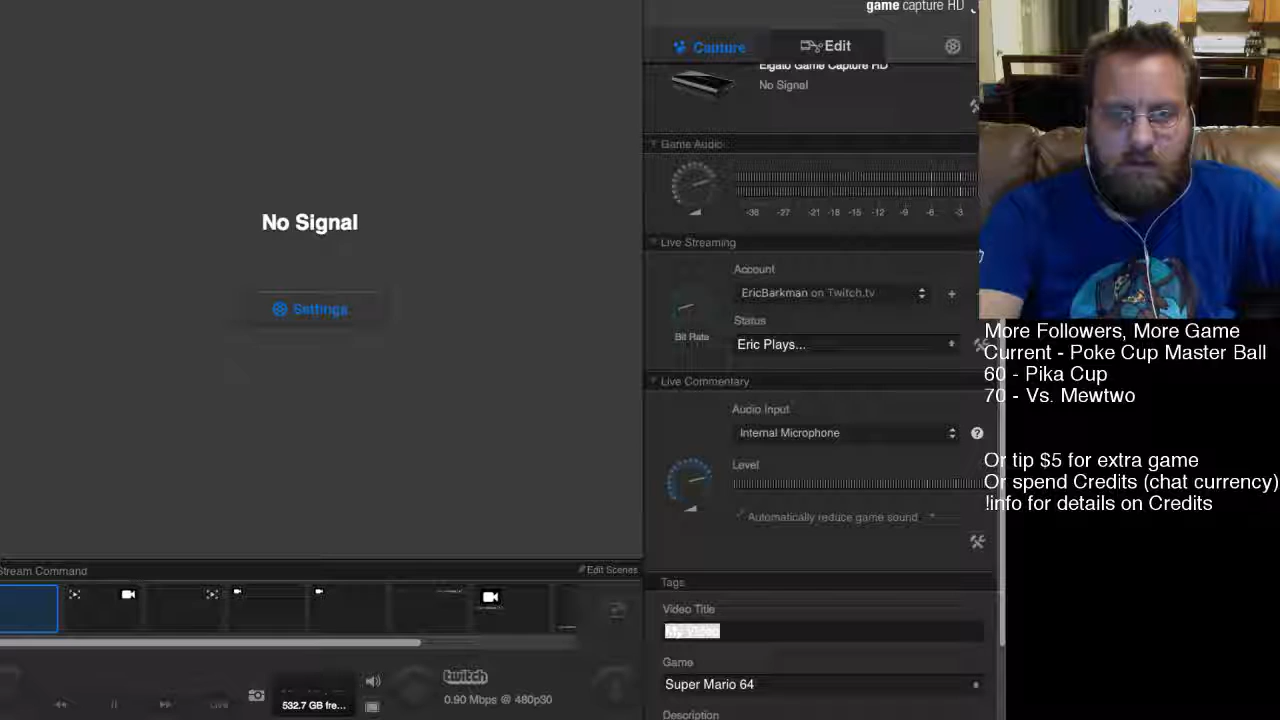 game capture HD
Capture
Edit
Elgato Game Capture HD
No Signal
Game Audio
-36 -27 -21 -18 -15 -12 -9 -6 -3
No Signal
Live Streaming
Account
EricBarkman on Twitch.tv
Settings
Status
Bit Rate
Eric Plays...
More Followers, More Game
Current - Poke Cup Master Ball
60 - Pika Cup
70 - Vs. Mewtwo
Live Commentary
Audio Input
Internal Microphone
Level
Or tip $5 for extra game
Or spend Credits (chat currency)
!info for details on Credits
Automatically reduce game sound
Stream Command
Edit Scenes
Tags
Video Title
My Video
Game
Super Mario 64
twitch
0.90 Mbps @ 480p30
Live
532.7 GB fre...
Description